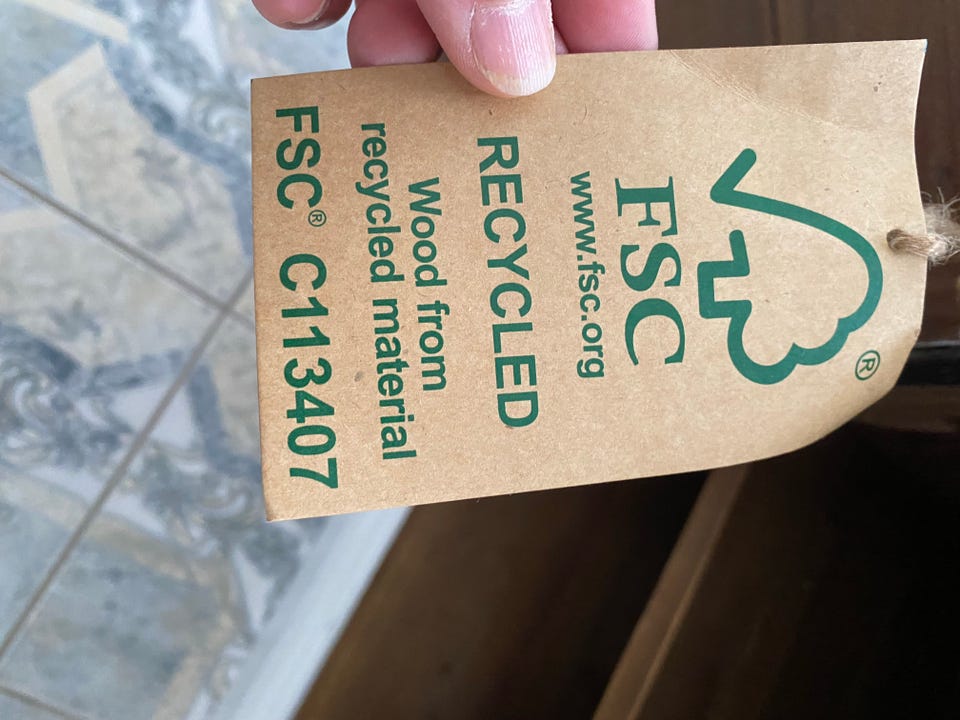 ®
FSC
www.fsc.org
RECYCLED
Wood from
recycled material
FSC® C113407